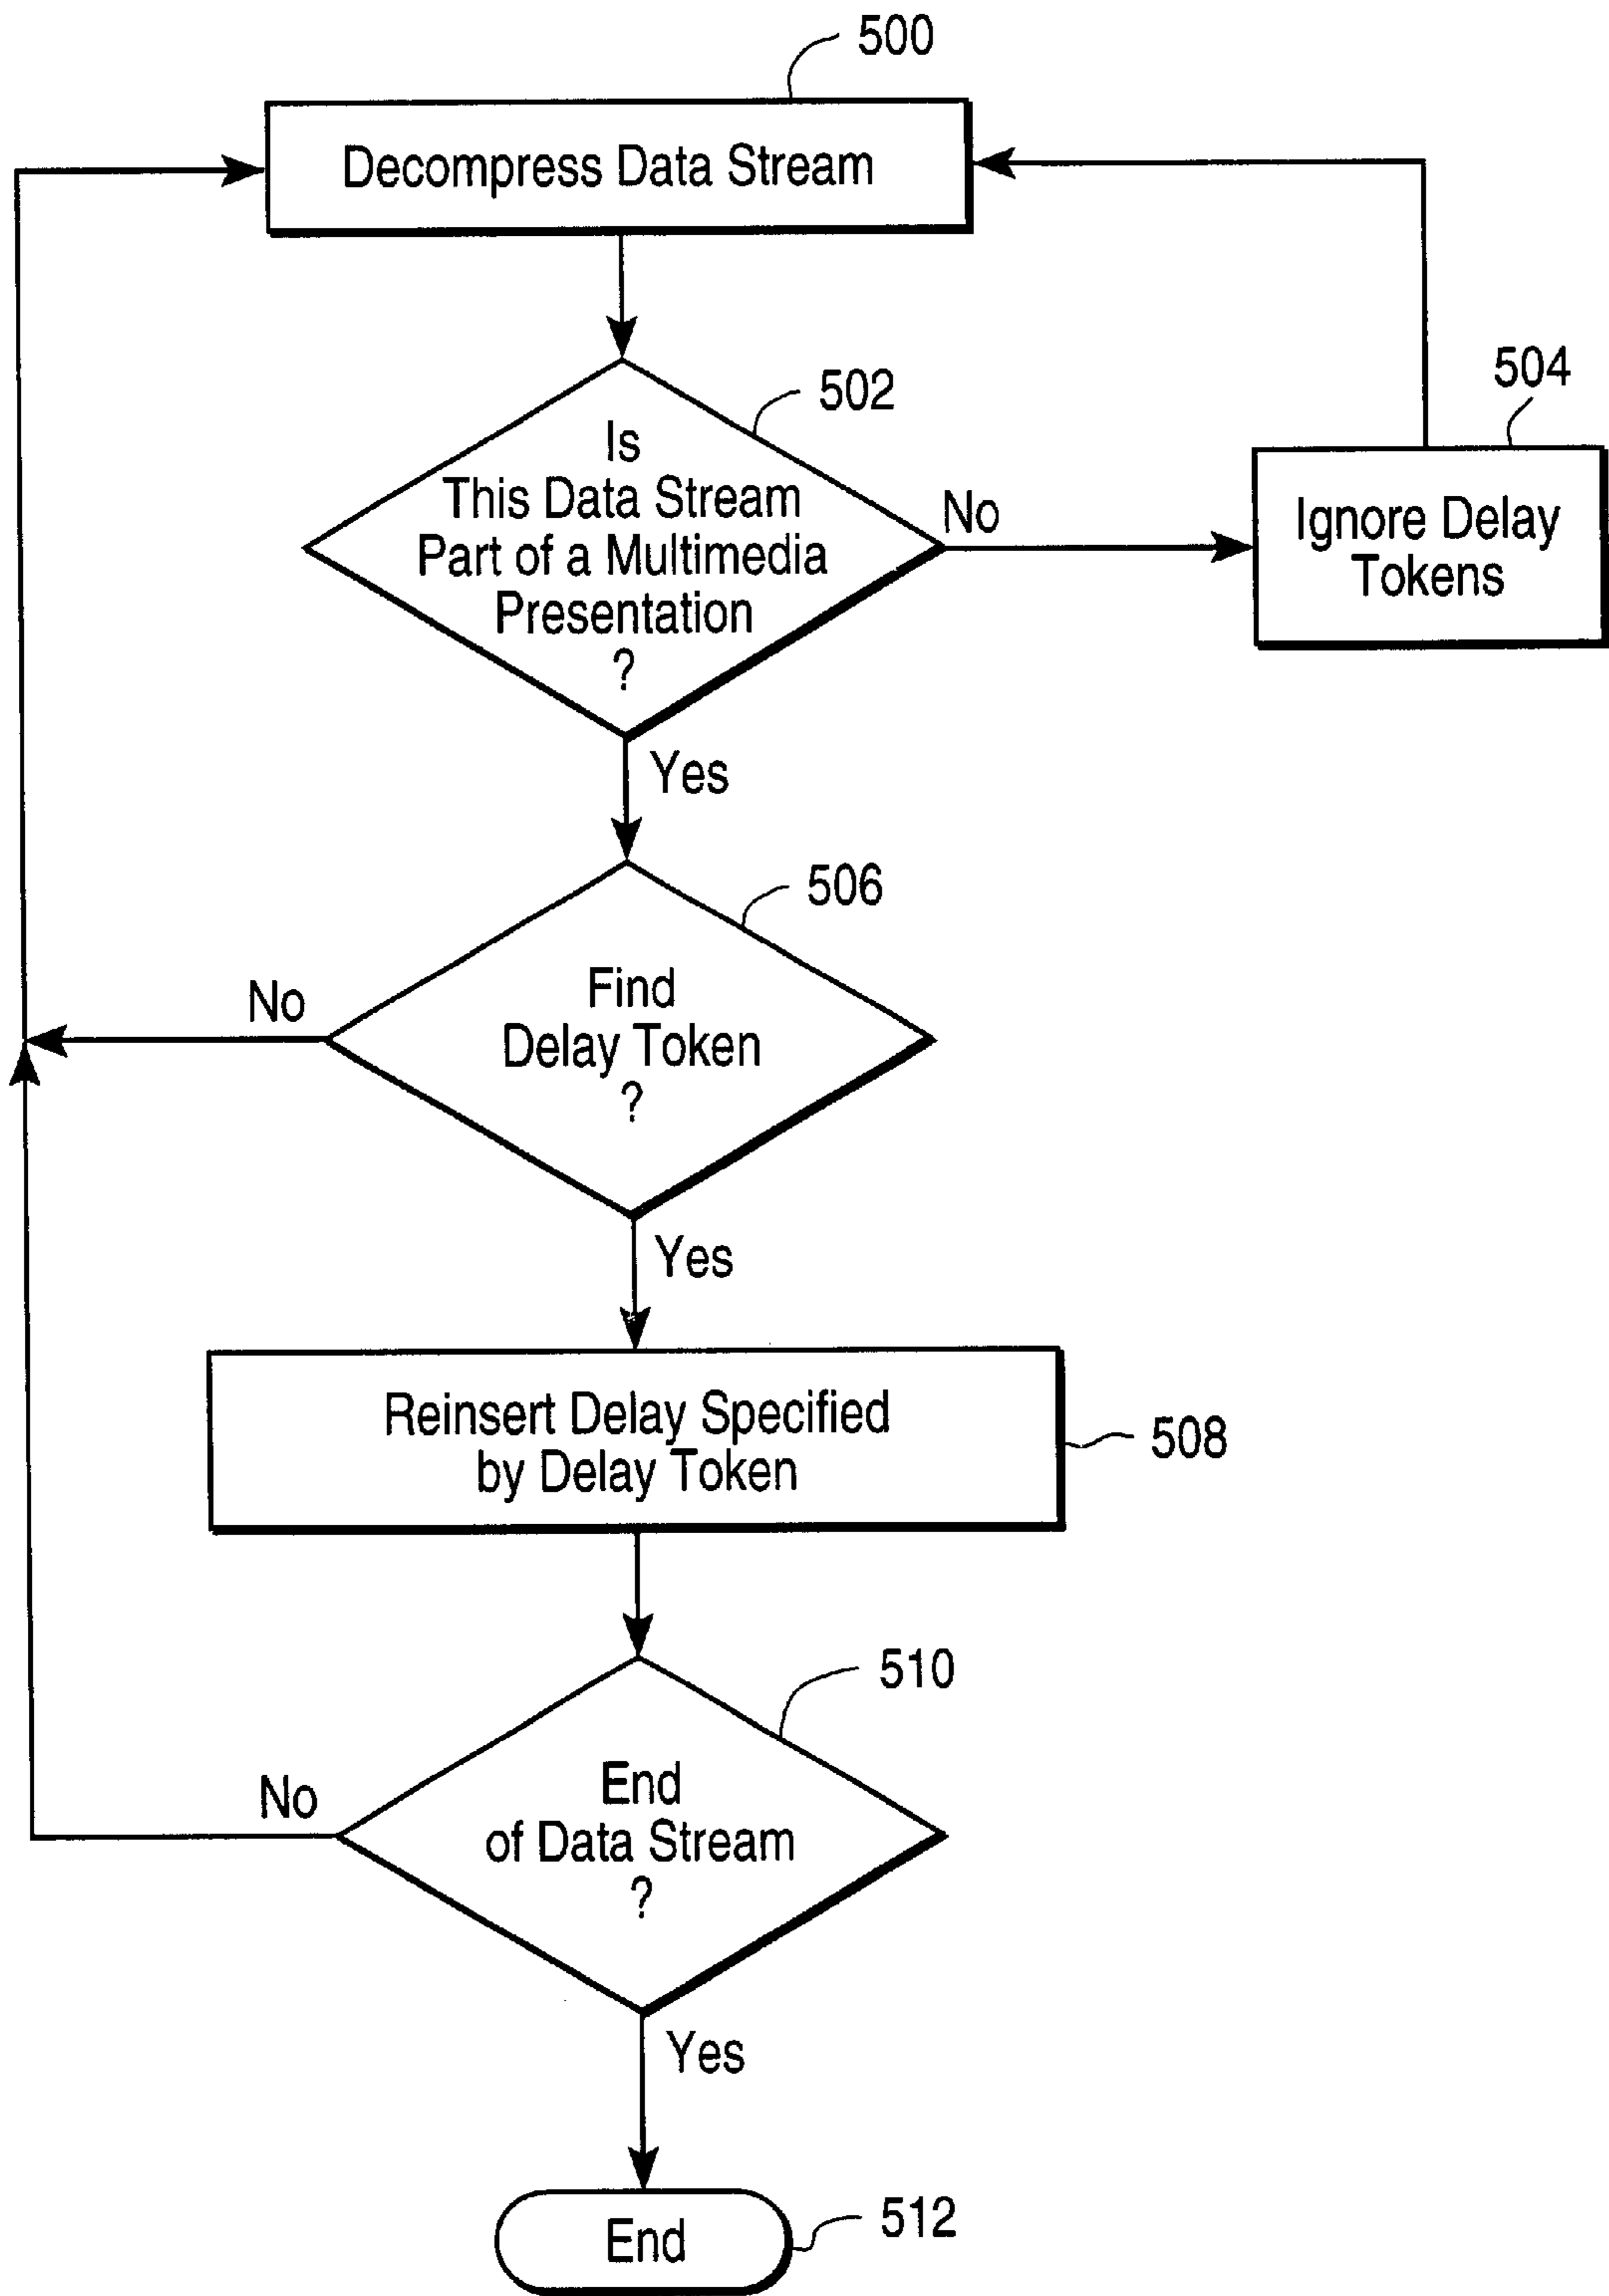 500
Decompress Data Stream
502
504
Is
This Data Stream
Part of a Multimedia
Presentation
?
No
Ignore Delay
Tokens
Yes
506
Find
Delay Token
?
No
Yes
Reinsert Delay Specified
by Delay Token
508
510
End
of Data Stream
?
No
Yes
End
512